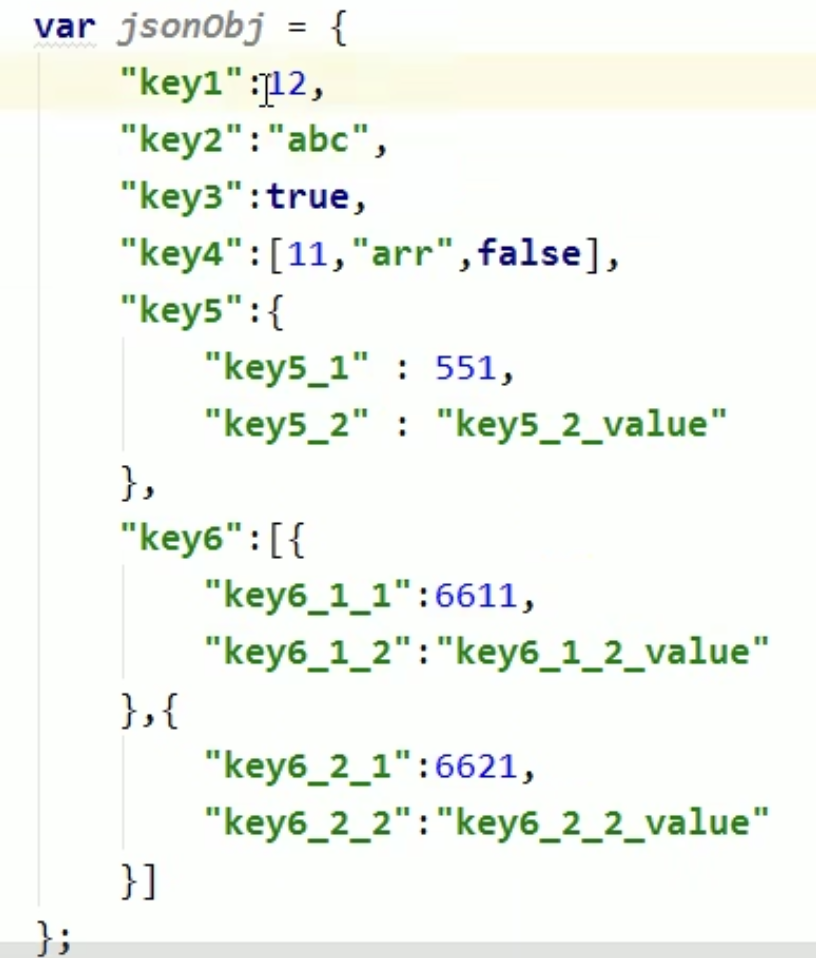 var jsonObj = {
    "key1":12,
    "key2":"abc",
    "key3":true,
    "key4":[11,"arr",false],
    "key5":{
        "key5_1" : 551,
        "key5_2" : "key5_2_value"
    },
    "key6":[{
        "key6_1_1":6611,
        "key6_1_2":"key6_1_2_value"
    },{
        "key6_2_1":6621,
        "key6_2_2":"key6_2_2_value"
    }]
};